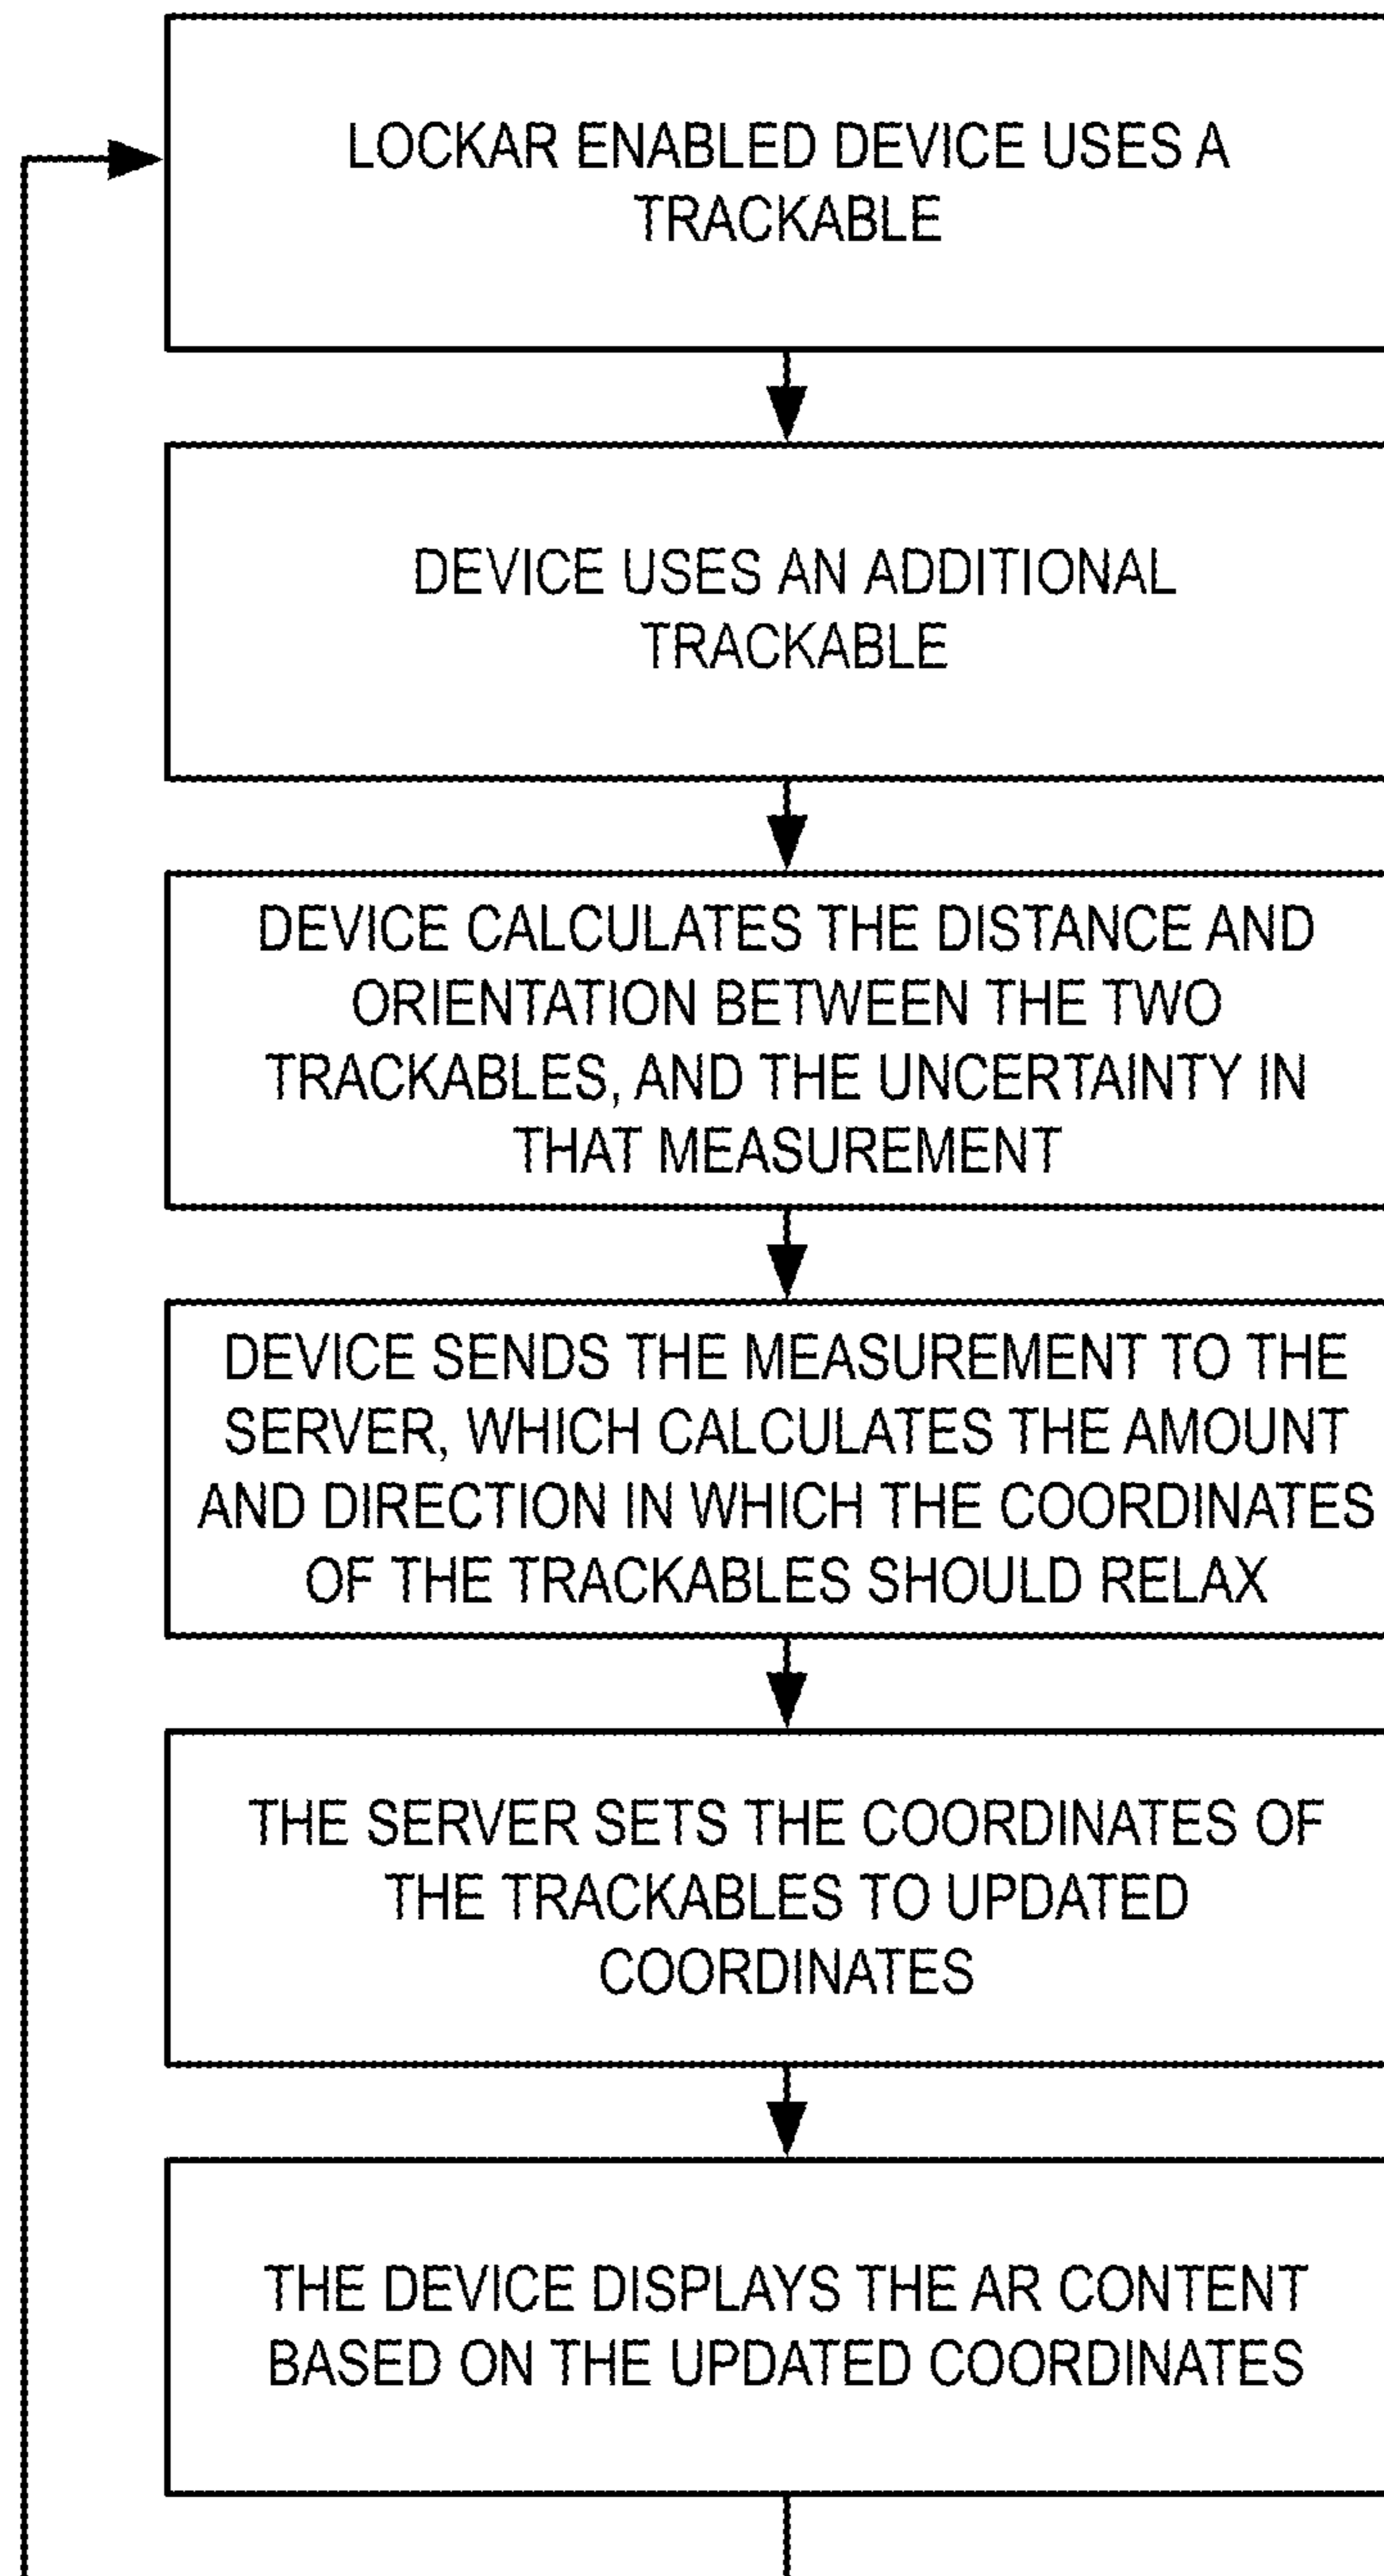 LOCKAR ENABLED DEVICE USES A
TRACKABLE
DEVICE USES AN ADDITIONAL
TRACKABLE
DEVICE CALCULATES THE DISTANCE AND
ORIENTATION BETWEEN THE TWO
TRACKABLES, AND THE UNCERTAINTY IN
THAT MEASUREMENT
DEVICE SENDS THE MEASUREMENT TO THE
SERVER, WHICH CALCULATES THE AMOUNT
AND DIRECTION IN WHICH THE COORDINATES
OF THE TRACKABLES SHOULD RELAX
THE SERVER SETS THE COORDINATES OF
THE TRACKABLES TO UPDATED
COORDINATES
THE DEVICE DISPLAYS THE AR CONTENT
BASED ON THE UPDATED COORDINATES